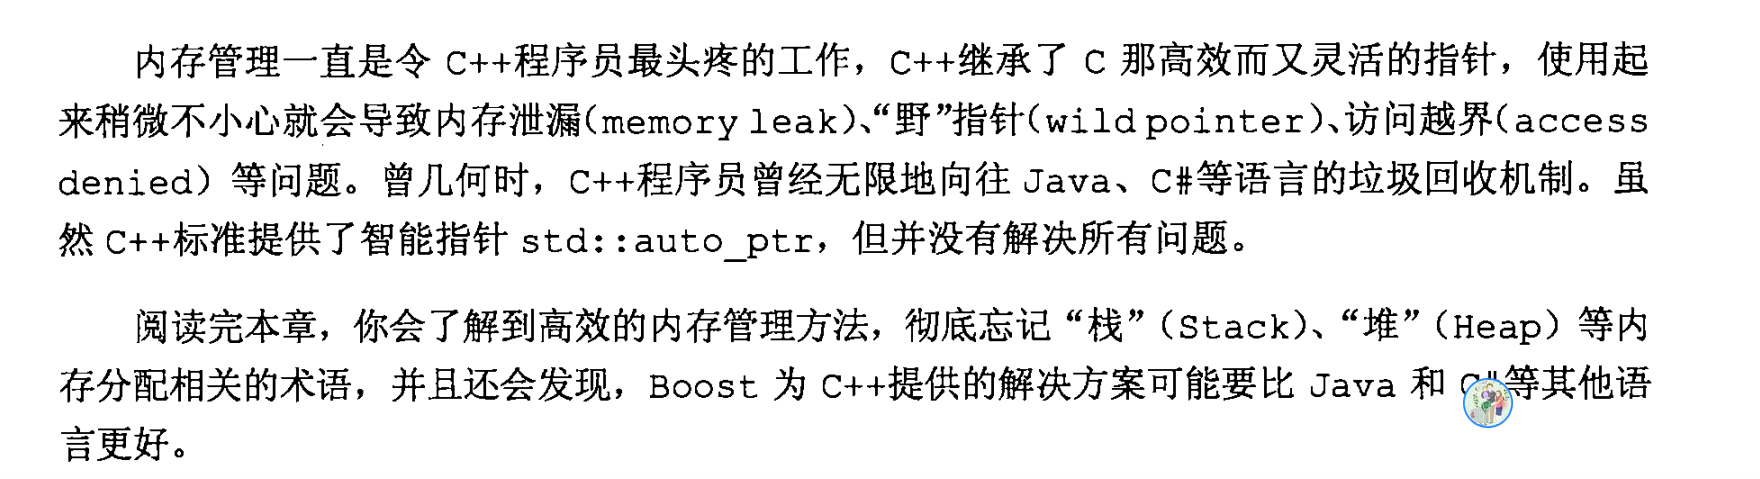 内存管理一直是令 C++程序员最头疼的工作，C++继承了 C 那高效而又灵活的指针，使用起
来稍微不小心就会导致内存泄漏(memory leak)、“野”指针(wild pointer)、访问越界(access
denied）等问题。曾几何时，C++程序员曾经无限地向往 Java、C#等语言的垃圾回收机制。虽
然 C++标准提供了智能指针 std::auto_ptr，但并没有解决所有问题。
阅读完本章，你会了解到高效的内存管理方法，彻底忘记“栈”（Stack）、“堆”（Heap）等内
存分配相关的术语，并且还会发现，Boost 为 C++提供的解决方案可能要比 Java 和 C#等其他语
言更好。